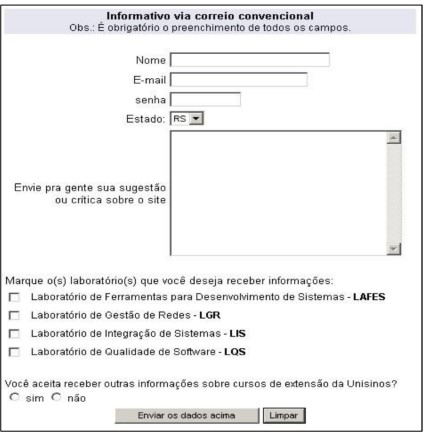 Informativo via correio convencional
Obs.: É obrigatório o preenchimento de todos os campos.
Nome
E-mail
senha
Estado: RS
Envie pra gente sua sugestão
ou crítica sobre o site
Marque o(s) laboratório(s) que você deseja receber informações:
Laboratório de Ferramentas para Desenvolvimento de Sistemas - LAFES
Laboratório de Gestão de Redes - LGR
Laboratório de Integração de Sistemas - LIS
Laboratório de Qualidade de Software - LQS
Você aceita receber outras informações sobre cursos de extensão da Unisinos?
sim não
Enviar os dados acima Limpar